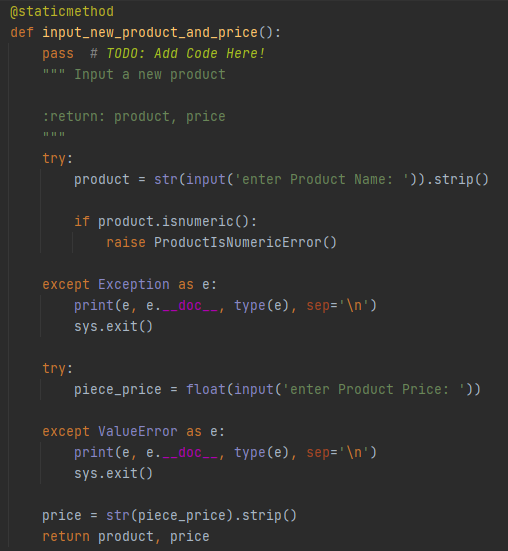 @staticmethod
def input_new_product_and_price():
    pass  # TODO: Add Code Here!
    """ Input a new product

    :return: product, price
    """
    try:
        product = str(input('enter Product Name: ')).strip()

        if product.isnumeric():
            raise ProductIsNumericError()

    except Exception as e:
        print(e, e.__doc__, type(e), sep='\n')
        sys.exit()

    try:
        piece_price = float(input('enter Product Price: '))

    except ValueError as e:
        print(e, e.__doc__, type(e), sep='\n')
        sys.exit()

    price = str(piece_price).strip()
    return product, price